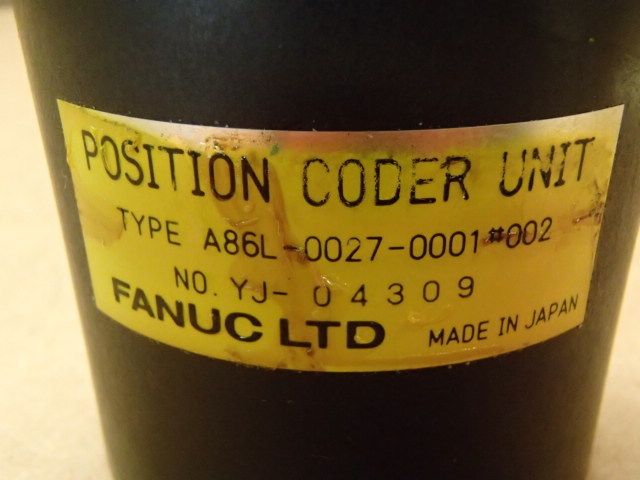 POSITION CODER UNIT
TYPE A86L-0027-0001#002
NO. YJ- 04309
FANUC LTD MADE IN JAPAN